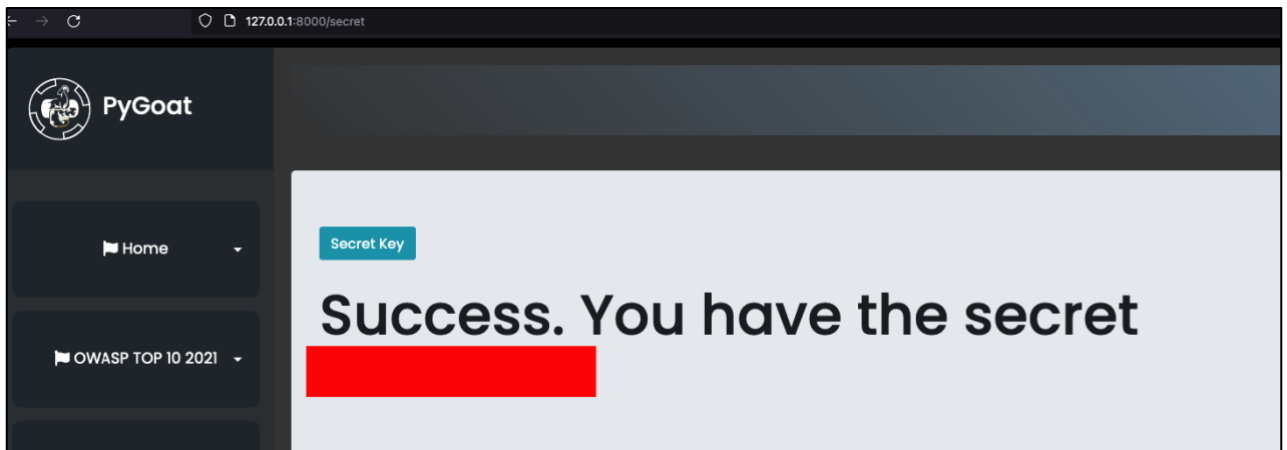 127.0.0.1:8000/secret
PyGoat
Home
OWASP TOP 10 2021
Secret Key
Success. You have the secret